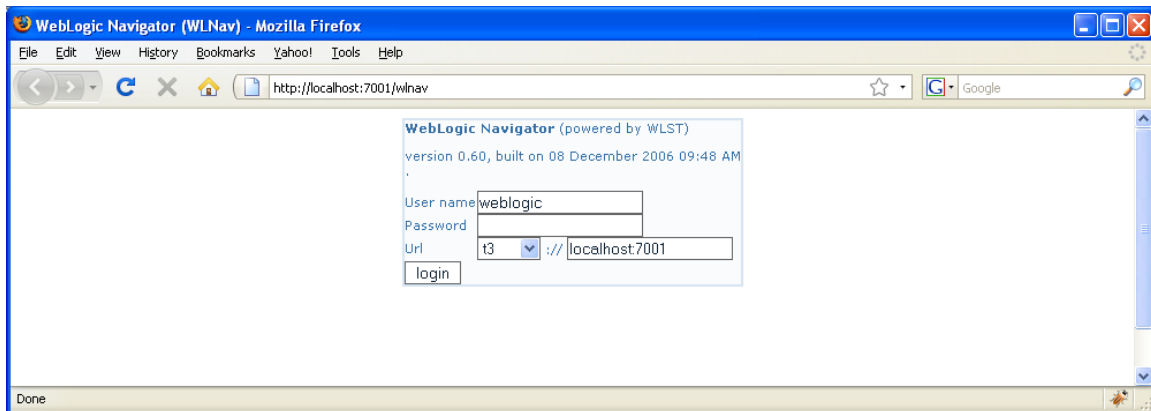 WebLogic Navigator (WLNav) - Mozilla Firefox
File Edit View History Bookmarks Yahoo! Tools Help
http://localhost:7001/wlnav G Google
WebLogic Navigator (powered by WLST)
version 0.60, built on 08 December 2006 09:48 AM
.
User name weblogic
Password
Url t3 :// localhost:7001
login
Done